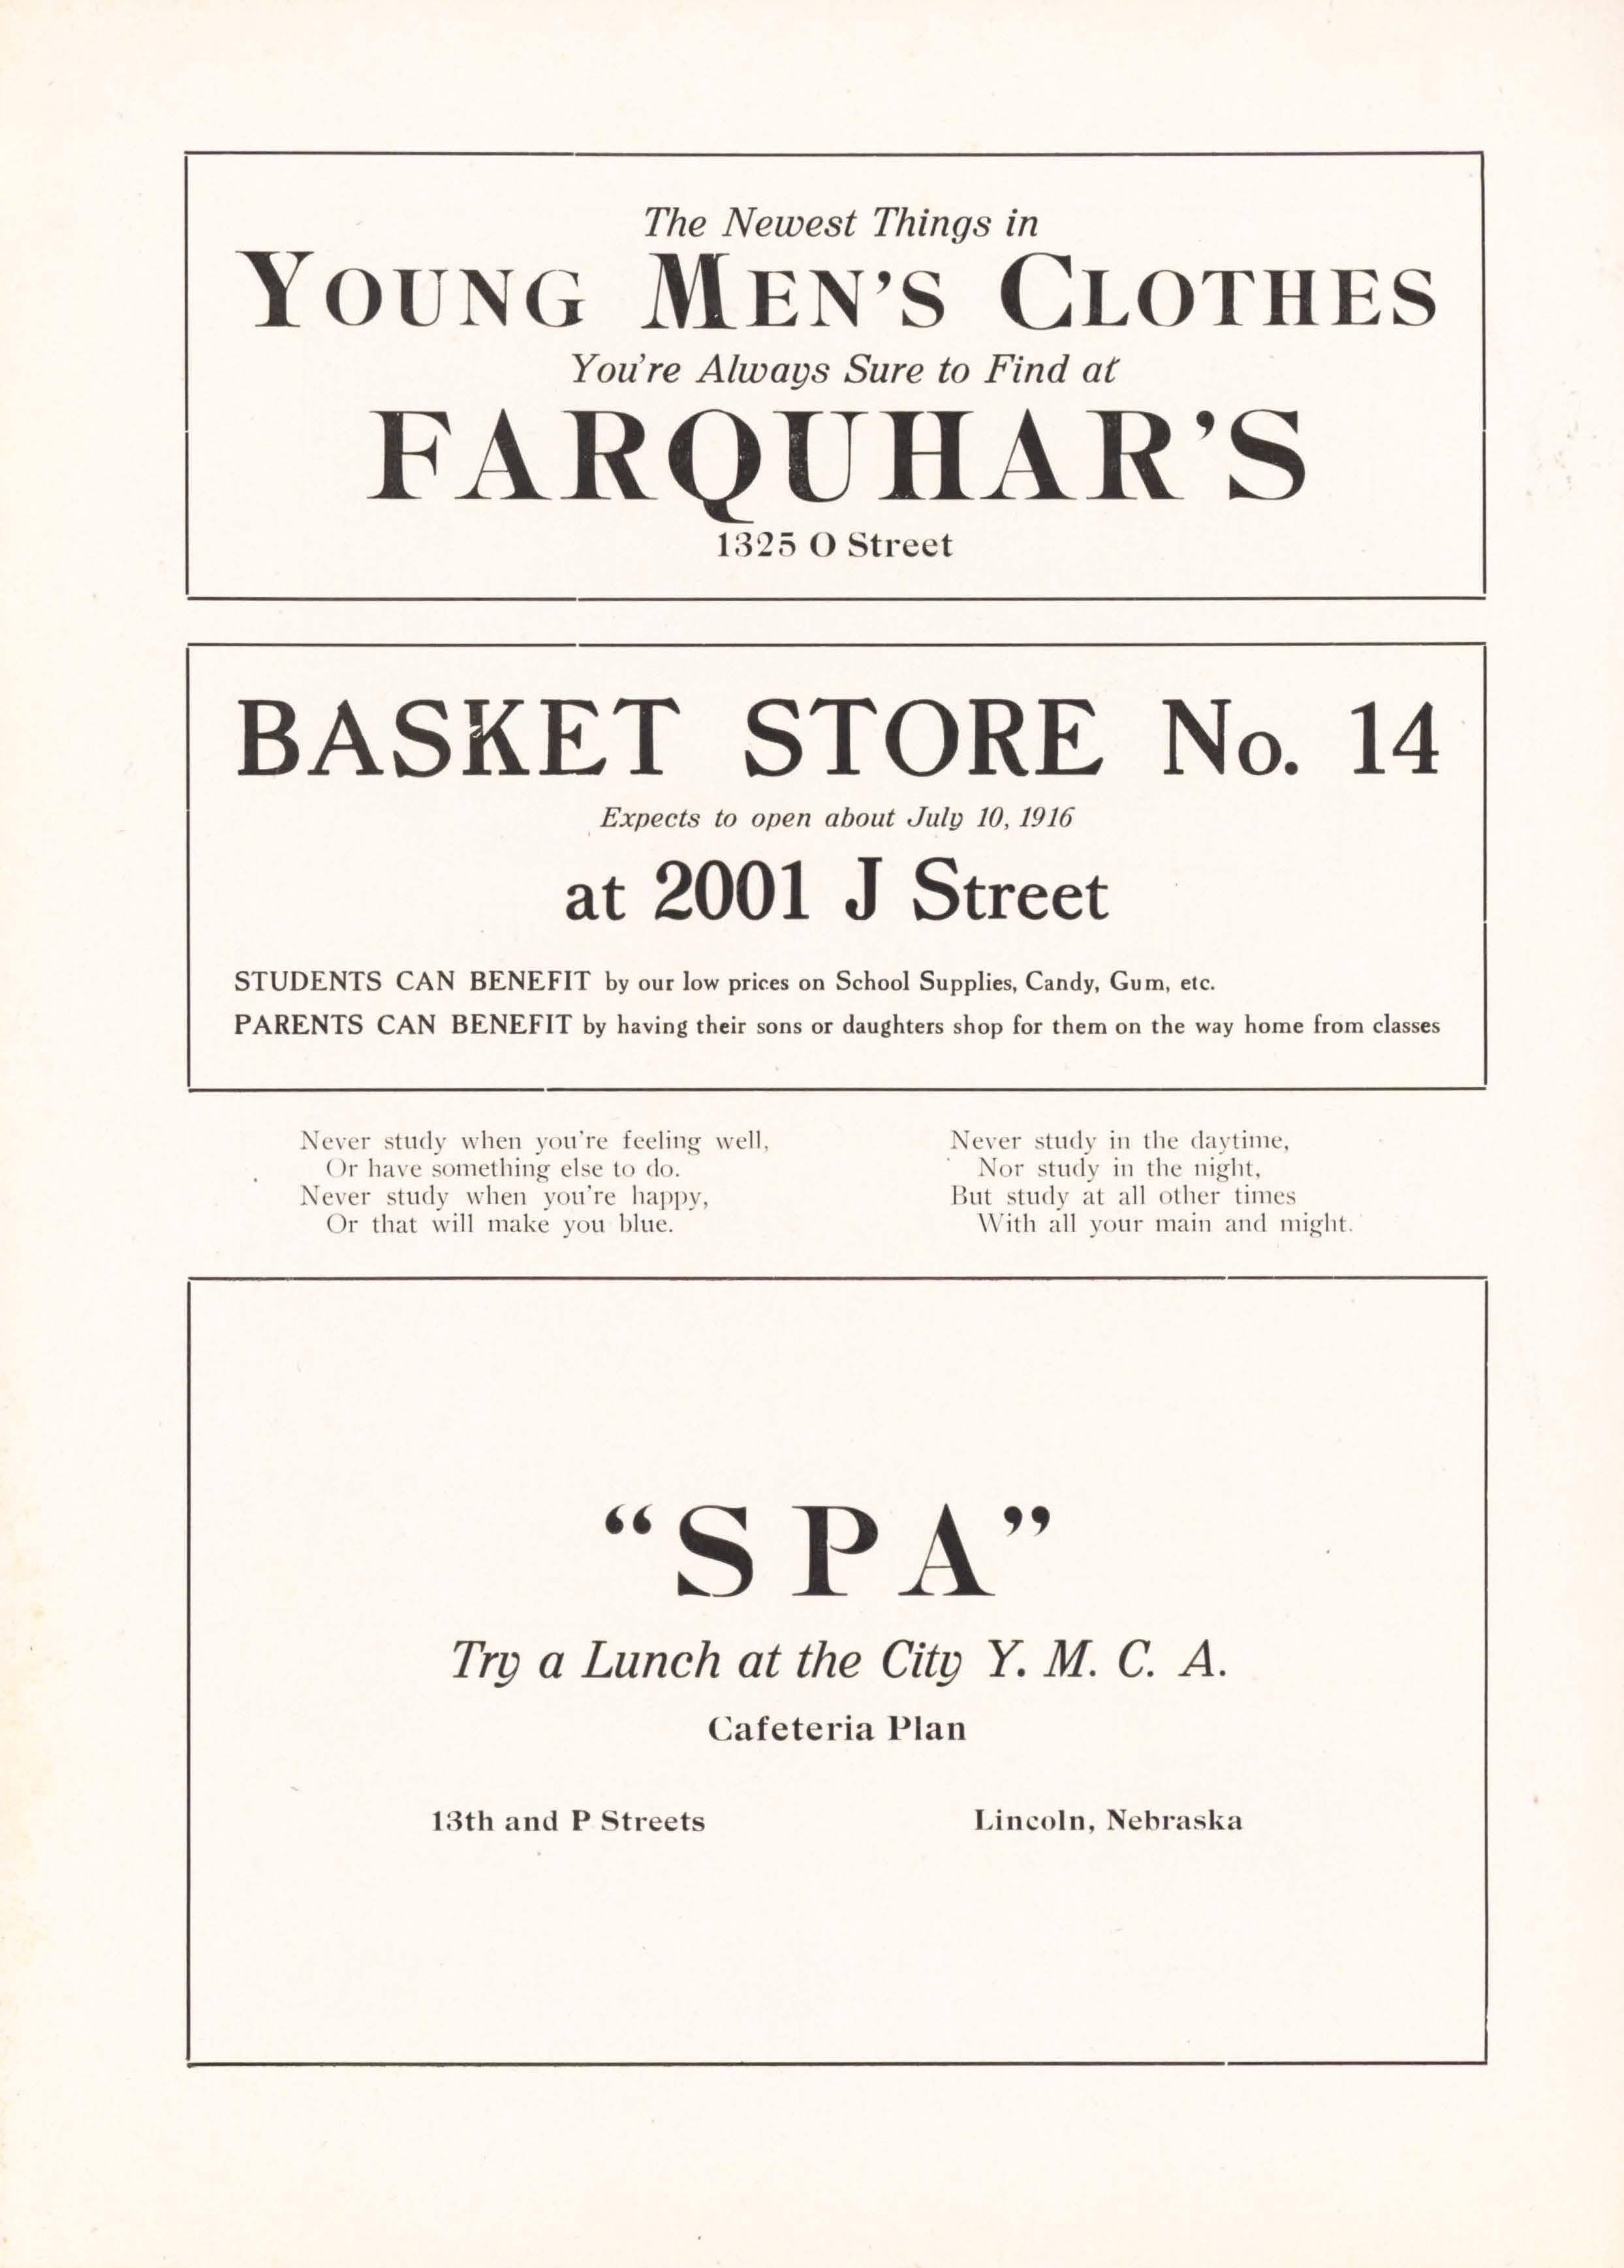 The Newest Things in
YOUNG MEN'S CLOTHES
You're Always Sure to Find at
FARQUHAR'S
1325 O Street
BASKET STORE No. 14
Expects to open about July 10, 1916
at 2001 J Street
STUDENTS CAN BENEFIT by our low prices on School Supplies, Candy, Gum, etc.
PARENTS CAN BENEFIT by having their sons or daughters shop for them on the way home from classes
Never study when you're feeling well,
Or have something else to do.
Never study when you're happy,
Or that will make you blue.
Never study in the daytime,
Nor study in the night,
But study at all other times
With all your main and might.
"SPA"
Try a Lunch at the City Y. M. C. A.
Cafeteria Plan
13th and P Streets
Lincoln, Nebraska